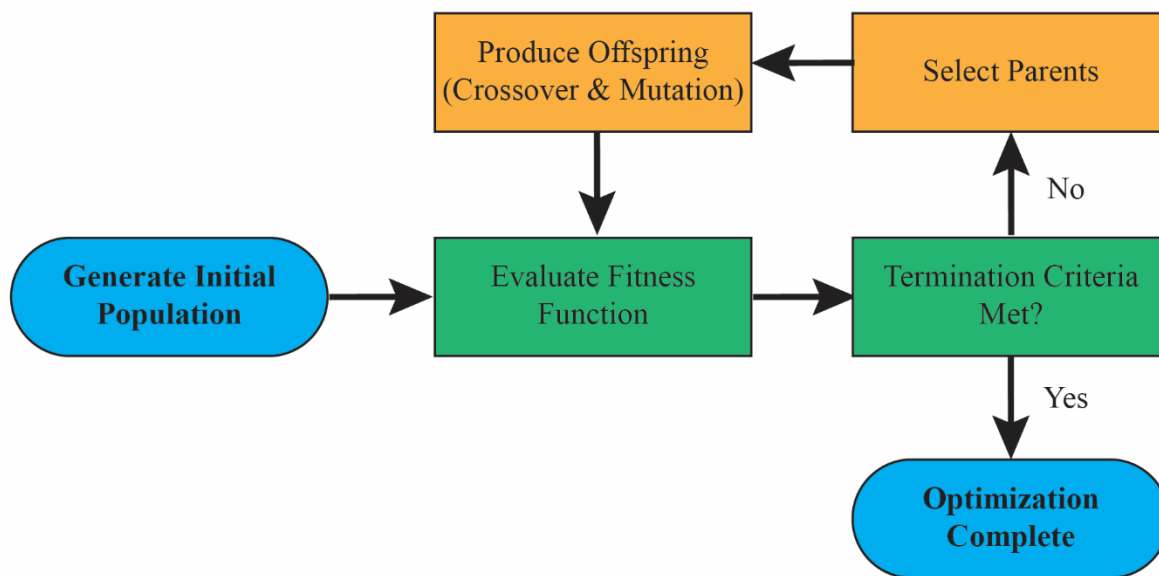 Produce Offspring
(Crossover & Mutation)
Select Parents
No
Generate Initial
Population
Evaluate Fitness
Function
Termination Criteria
Met?
Yes
Optimization
Complete